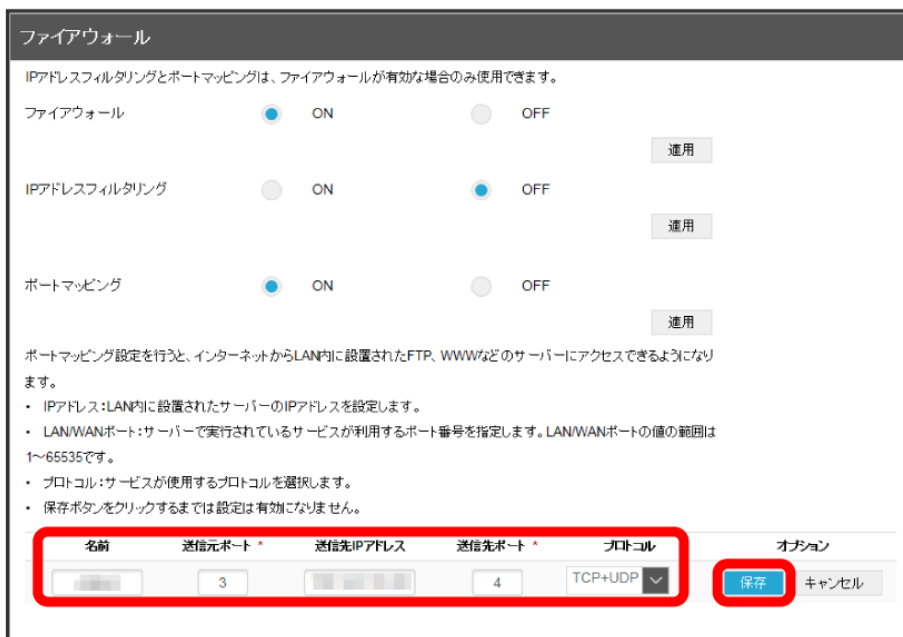 ファイアウォール
IPアドレスフィルタリングとポートマッピングは、ファイアウォールが有効な場合のみ使用できます。
ファイアウォール ON OFF
適用
IPアドレスフィルタリング ON OFF
適用
ポートマッピング ON OFF
適用
ポートマッピング設定を行うと、インターネットからLAN内に設置されたFTP、WWWなどのサーバーにアクセスできるようになり
ます。
・ IPアドレス:LAN内に設置されたサーバーのIPアドレスを設定します。
・ LAN/WANポート:サーバーで実行されているサービスが利用するポート番号を指定します。LAN/WANポートの値の範囲は
1~65535です。
・ プロトコル:サービスが使用するプロトコルを選択します。
・ 保存ボタンをクリックするまでは設定は有効になりません。
名前 送信元ポート * 送信先IPアドレス 送信先ポート * プロトコル オプション
3 4 TCP+UDP 保存 キャンセル